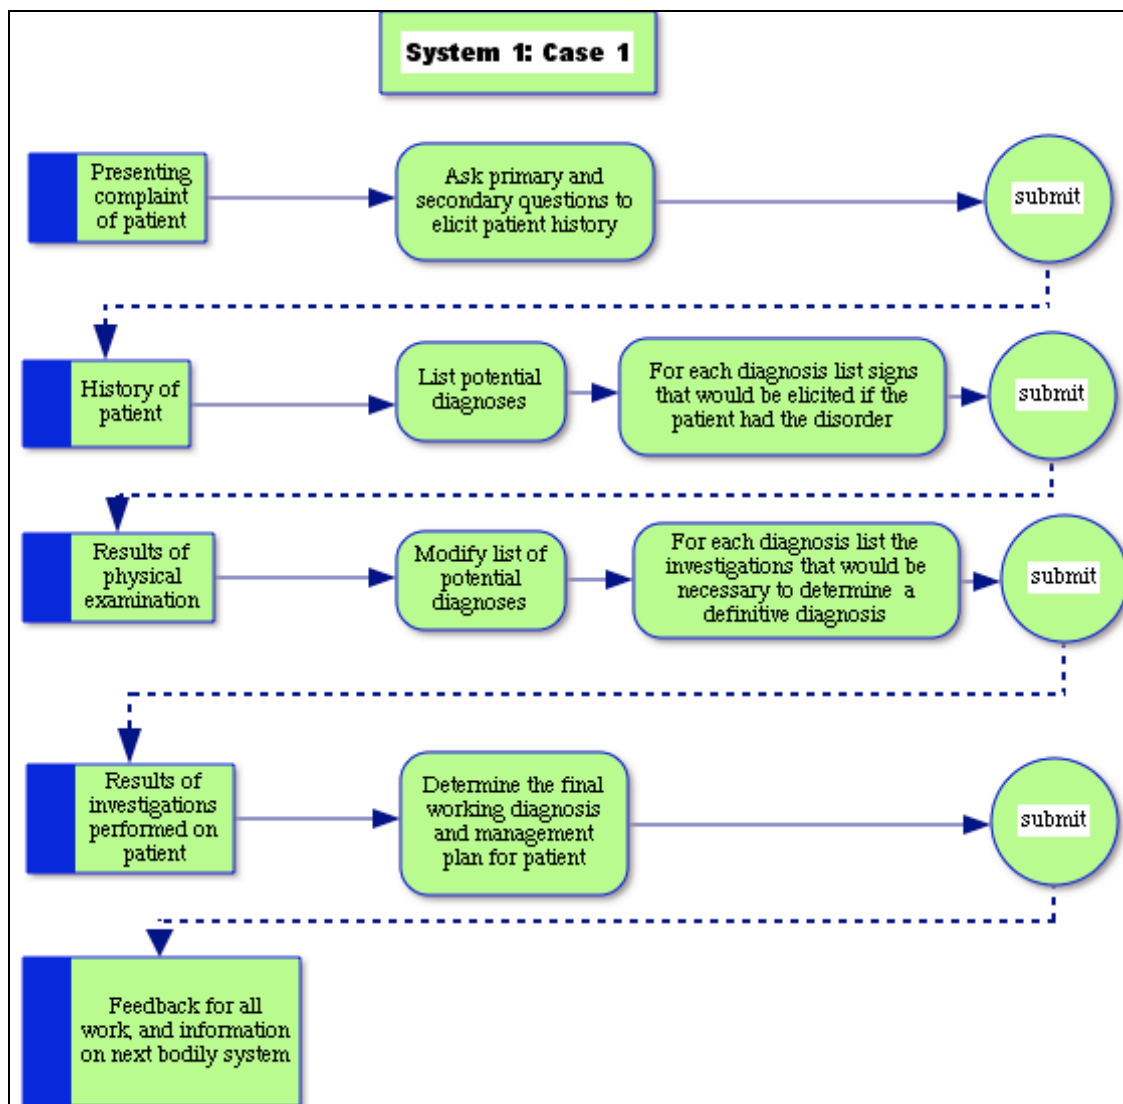 System 1: Case 1
Presenting
complaint
of patient
Ask primary and
secondary questions to
elicit patient history
submit
History of
patient
List potential
diagnoses
For each diagnosis list signs
that would be elicited if the
patient had the disorder
submit
Results of
physical
examination
Modify list of
potential
diagnoses
For each diagnosis list the
investigations that would be
necessary to determine a
definitive diagnosis
submit
Results of
investigations
performed on
patient
Determine the final
working diagnosis
and management
plan for patient
submit
Feedback for all
work, and information
on next bodily system